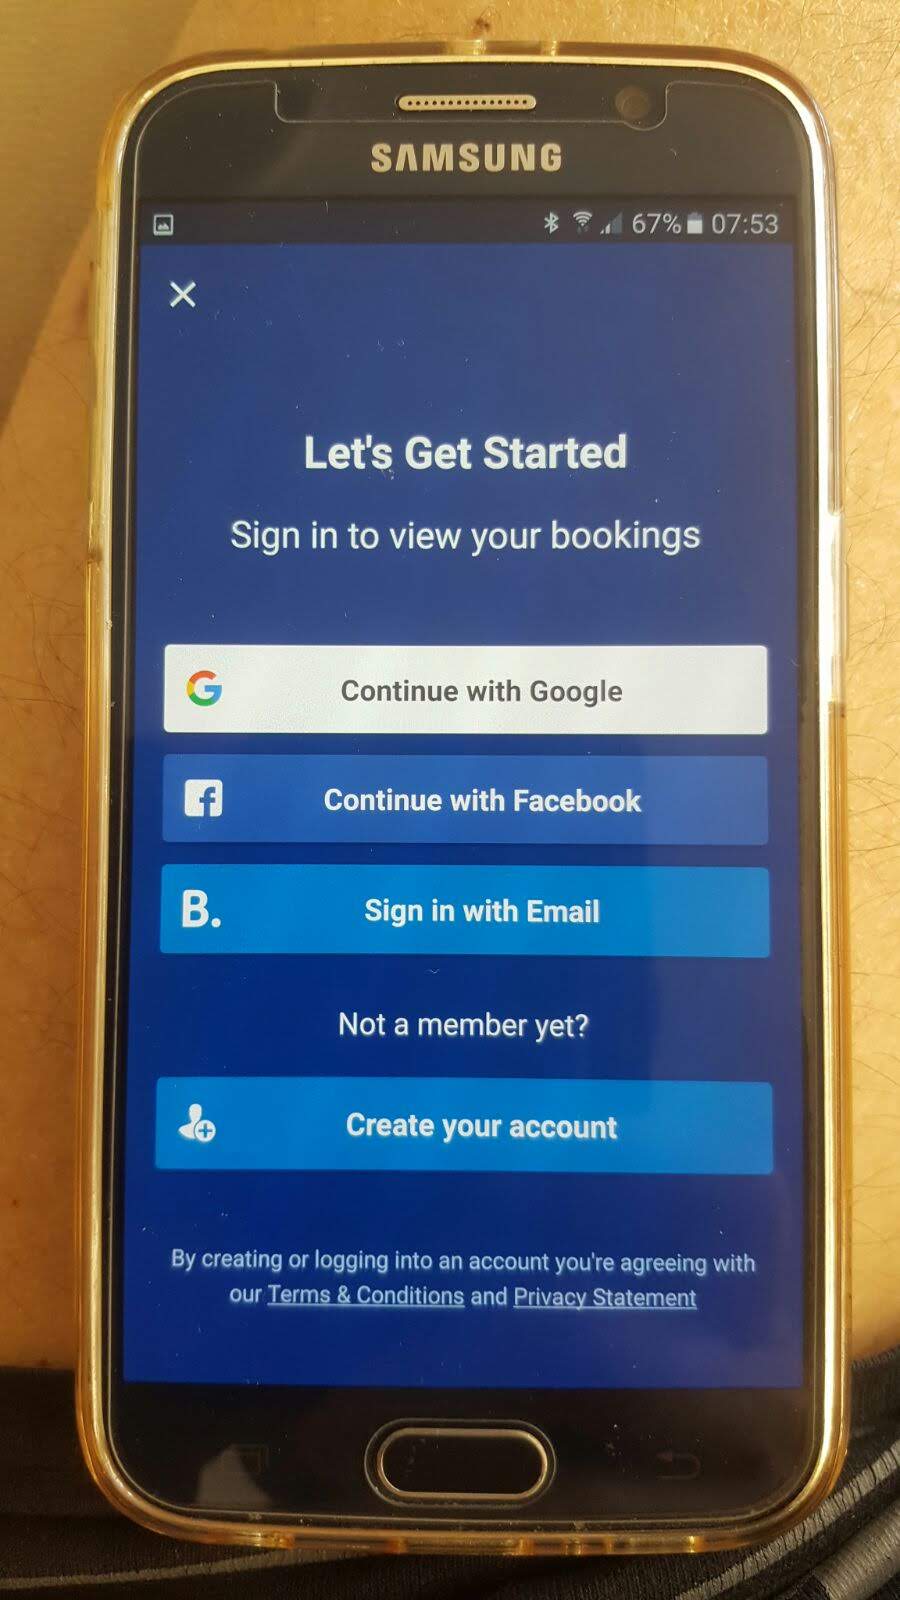 SAMSUNG
67% 07:53
Let's Get Started
Sign in to view your bookings
G Continue with Google
f Continue with Facebook
B. Sign in with Email
Not a member yet?
Create your account
By creating or logging into an account you're agreeing with
our Terms & Conditions and Privacy Statement